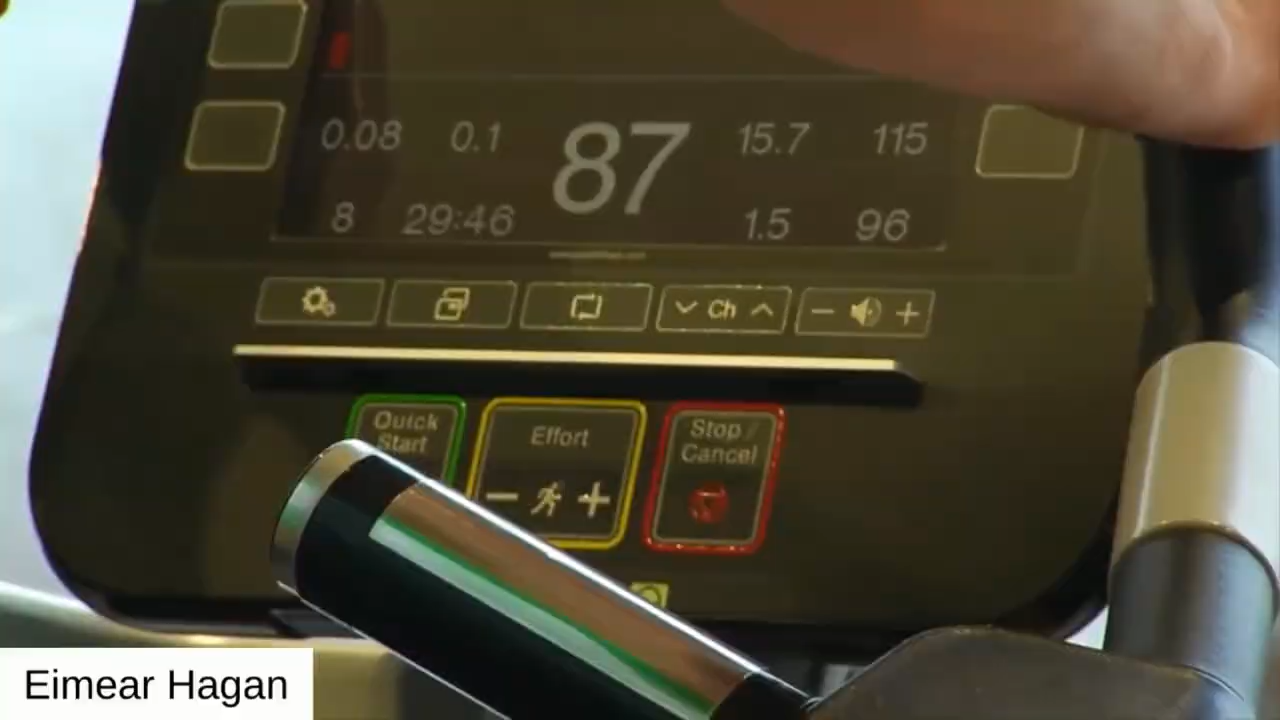 0.08 0.1 87 15.7 115
8 29:46 1.5 96
Ch
Quick
Start
Effort
Stop /
Cancel
Eimear Hagan